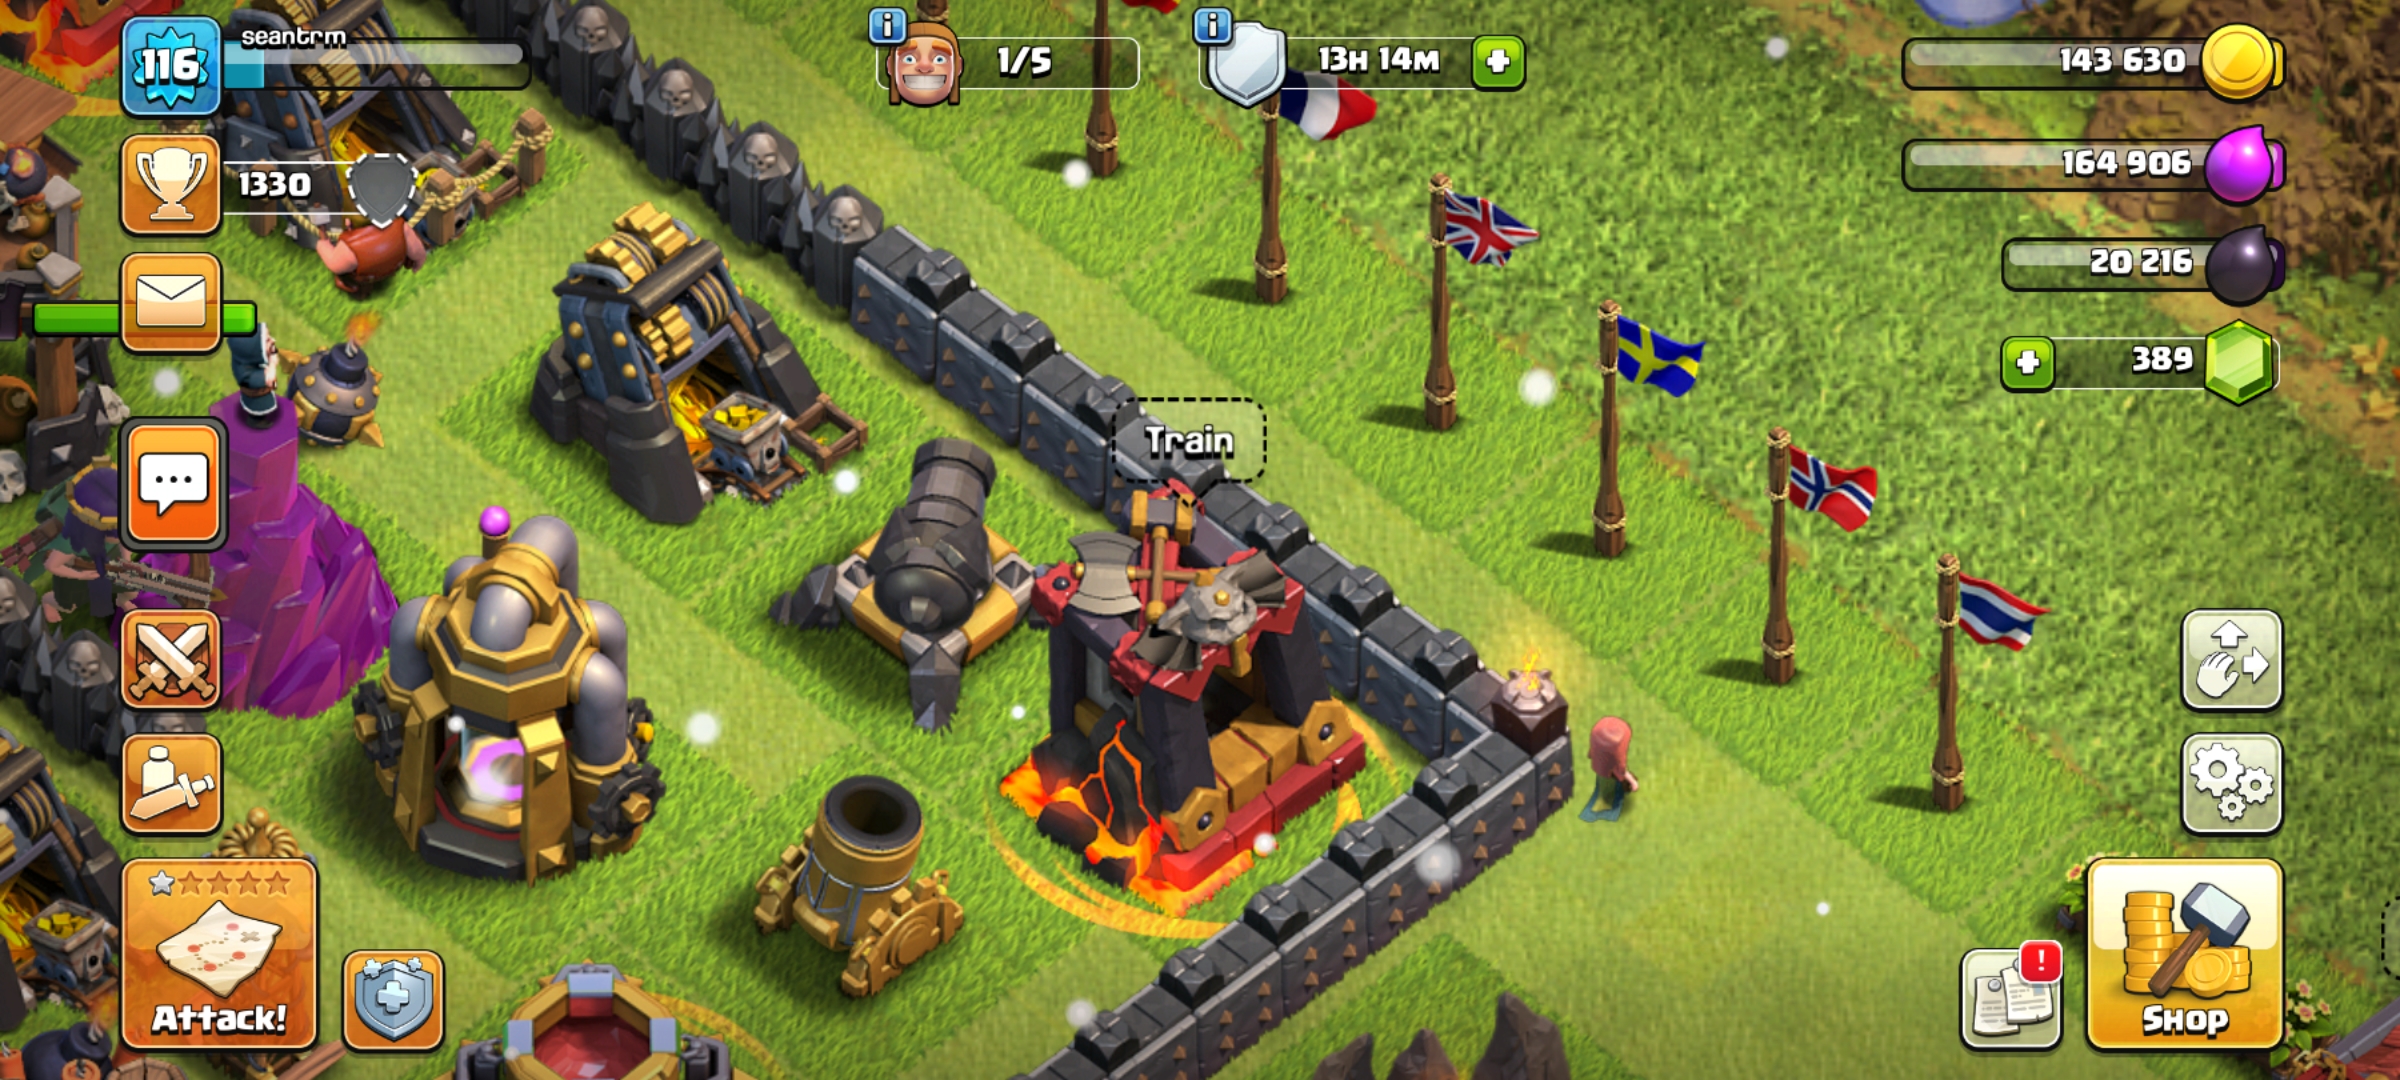 116
seantrm
i
1/5
i
13H 14M
143 630
1330
164 906
20 216
389
Train
Attack!
!
Shop